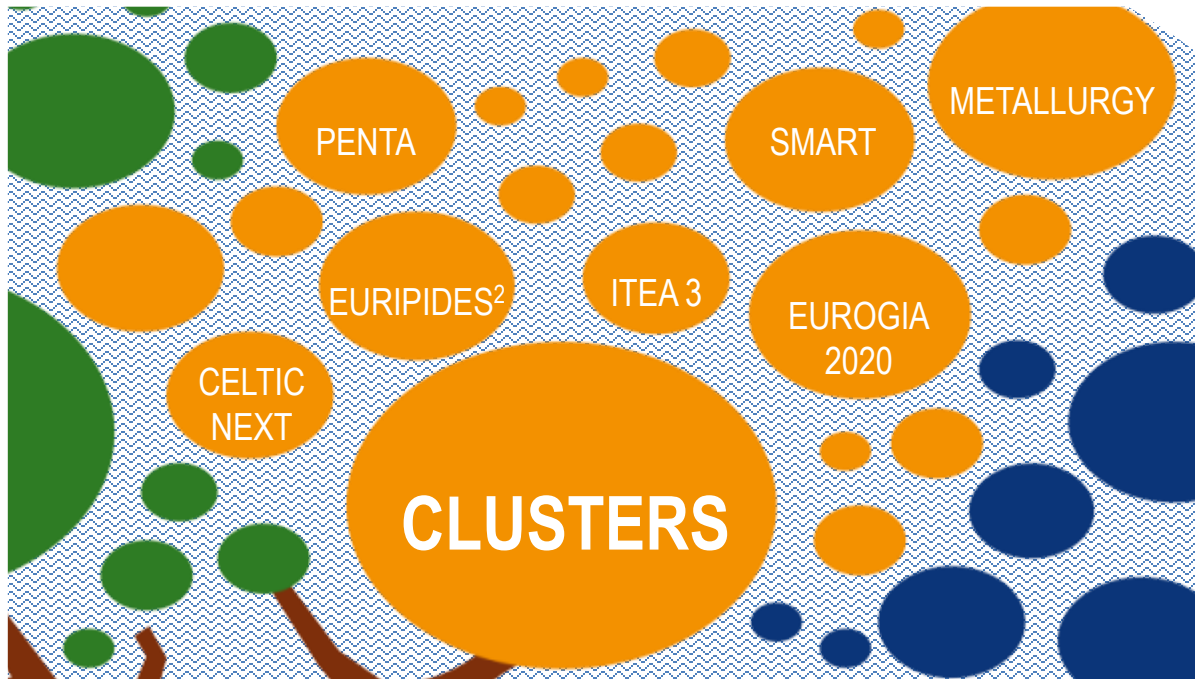 METALLURGY
PENTA
SMART
EURIPIDES²
ITEA 3
EUROGIA
2020
CELTIC
NEXT
CLUSTERS